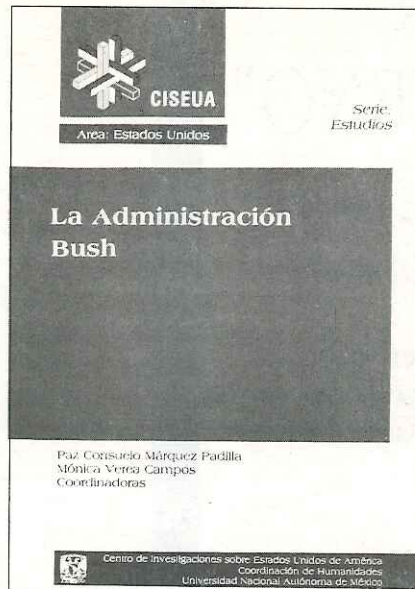 CISEUA
Area: Estados Unidos
Serie:
Estudios
La Administración
Bush
Paz Consuelo Márquez Padilla
Mónica Verea Campos
Coordinadoras
Centro de Investigaciones sobre Estados Unidos de América
Coordinación de Humanidades
Universidad Nacional Autónoma de México